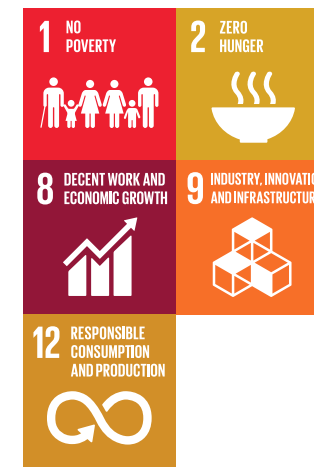 1 NO
POVERTY
2 ZERO
HUNGER
8 DECENT WORK AND
ECONOMIC GROWTH
9 INDUSTRY, INNOVATIO
AND INFRASTRUCTUR
12 RESPONSIBLE
CONSUMPTION
AND PRODUCTION